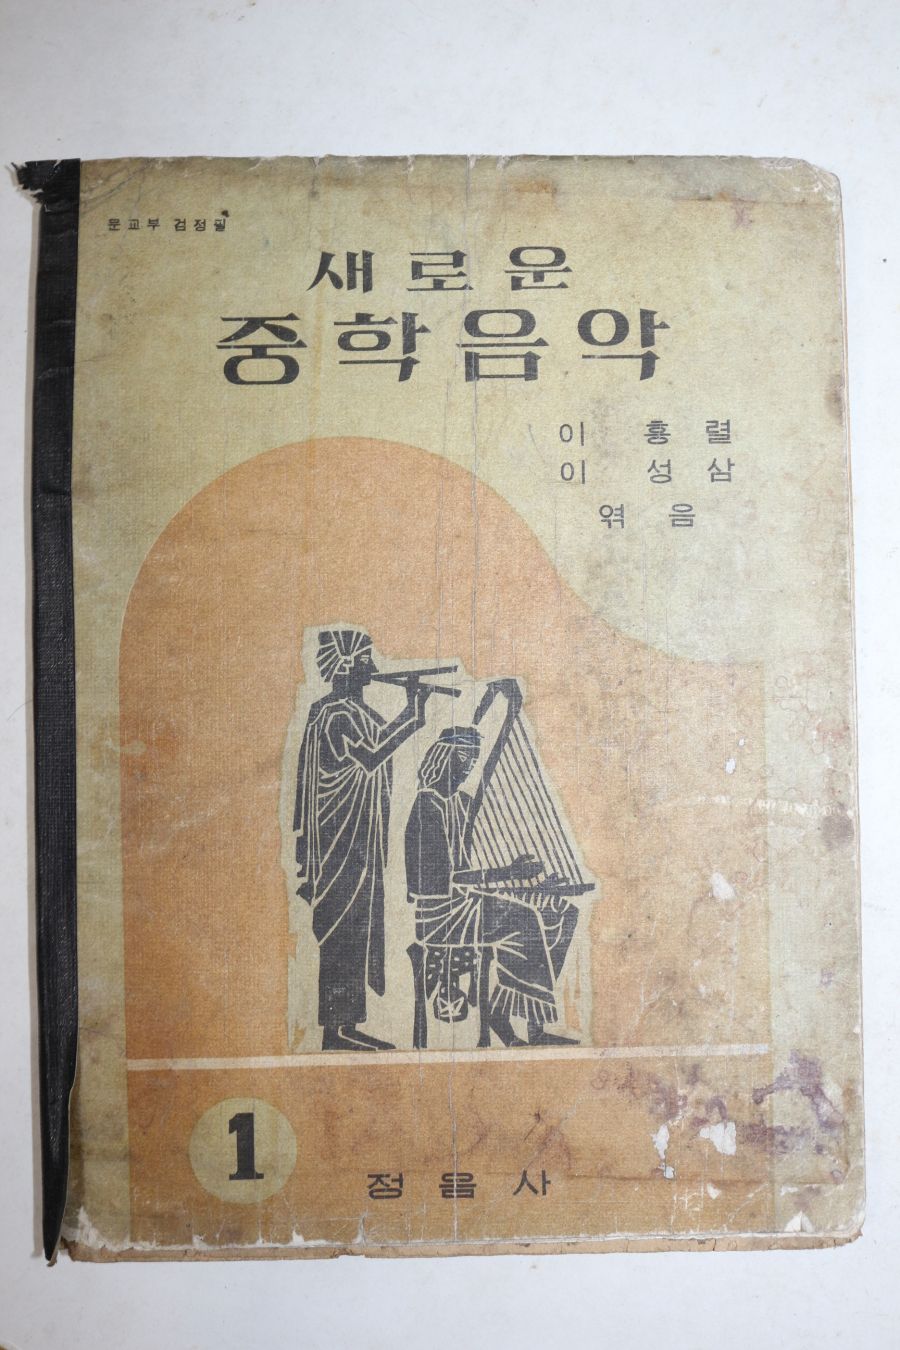 문교부 검정필
새로운
중학음악
이 흥 렬
이 성 삼
엮 음
1
정 음 사